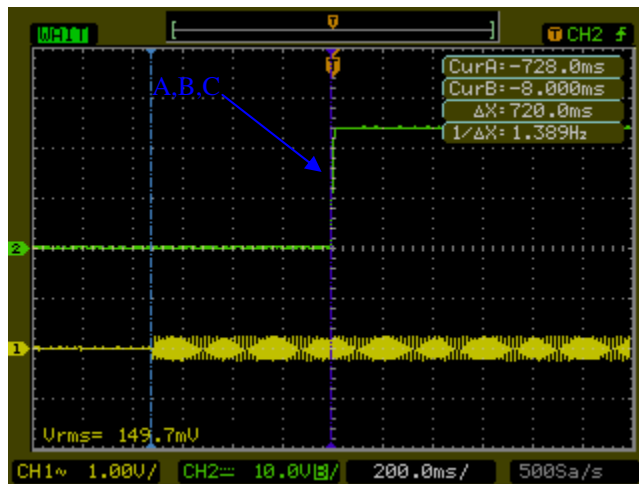 WAIT
T
T CH2
T
CurA:-728.0ms
CurB:-8.000ms
ΔX: 720.0ms
1/ΔX: 1.389Hz
A.B.C.
2
1
Vrms= 149.7mV
CH1~ 1.00V/ CH2 10.0VB/ 200.0ms/ 500Sa/s